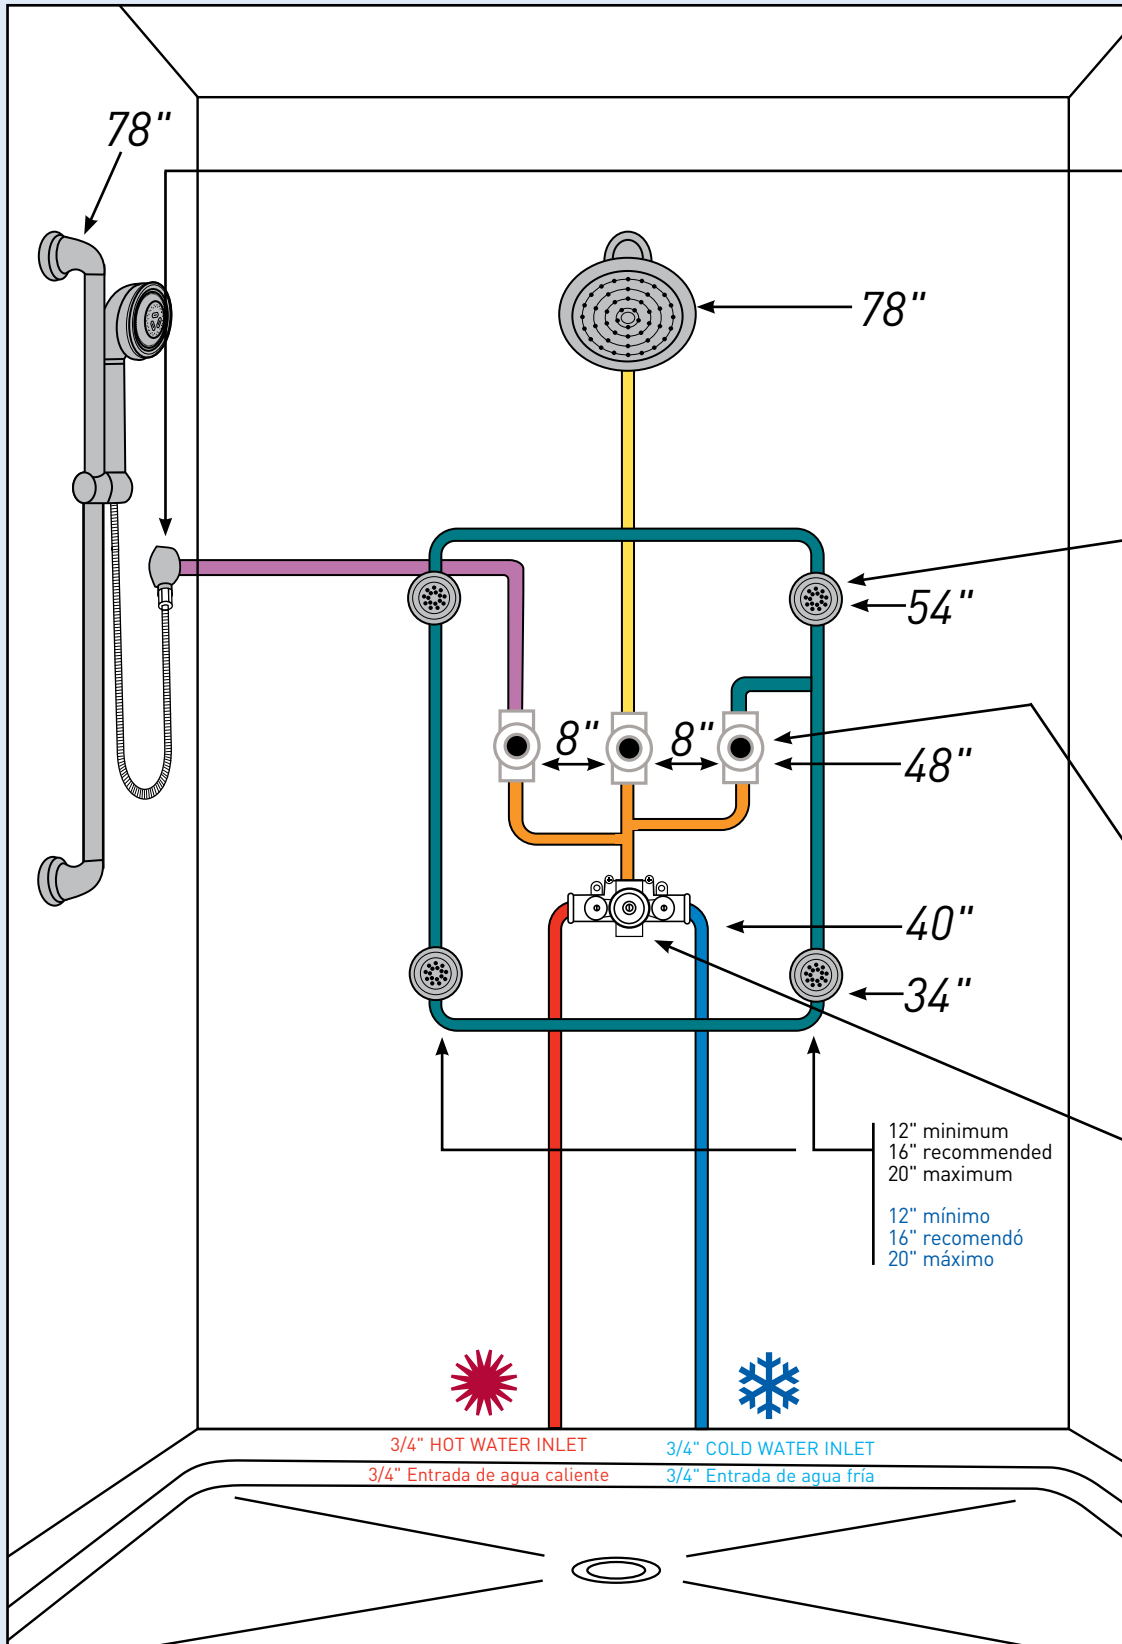 78"
78"
54"
8" 8"
48"
40"
34"
12" minimum
16" recommended
20" maximum
12" mínimo
16" recomendó
20" máximo
3/4" HOT WATER INLET
3/4" Entrada de agua caliente
3/4" COLD WATER INLET
3/4" Entrada de agua fría